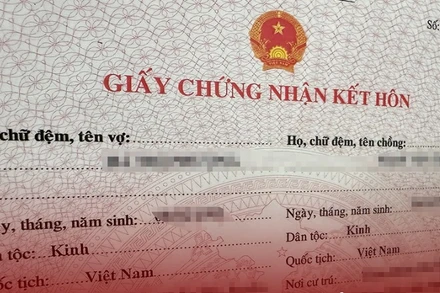 Số:
GIẤY CHỨNG NHẬN KẾT HÔN
chữ đệm, tên vợ:
Họ, chữ đệm, tên chồng:
tháng, năm sinh:
Ngày, tháng, năm sinh:
tộc: Kinh
Dân tộc: Kinh
tịch: Việt Nam
Quốc tịch: Việt Nam
Nơi cư trú: